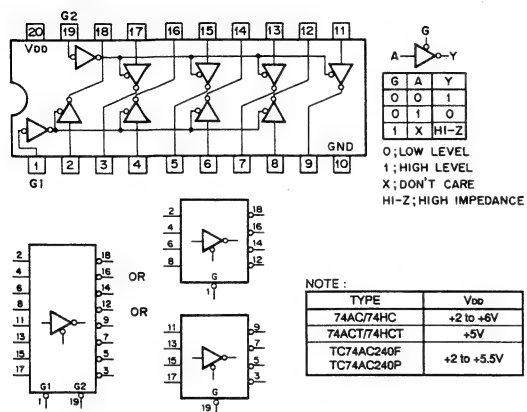 G2
20 19 18 17 16 15 14 13 12 11
VDD
GND
1 2 3 4 5 6 7 8 9 10
G1
G
A Y
G A Y
0 0 1
0 1 0
1 X HI-Z
O;LOW LEVEL
1;HIGH LEVEL
X;DON'T CARE
HI-Z;HIGH IMPEDANCE
2 18
4 16
6 14
8 12
11 9
13 7
15 5
17 3
G1 G2
1 19
OR
OR
2 18
4 16
6 14
8 12
G
1
11 9
13 7
15 5
17 3
G
19
NOTE :
TYPE VDD
74AC/74HC +2 to +6V
74ACT/74HCT +5V
TC74AC240F
TC74AC240P +2 to +5.5V